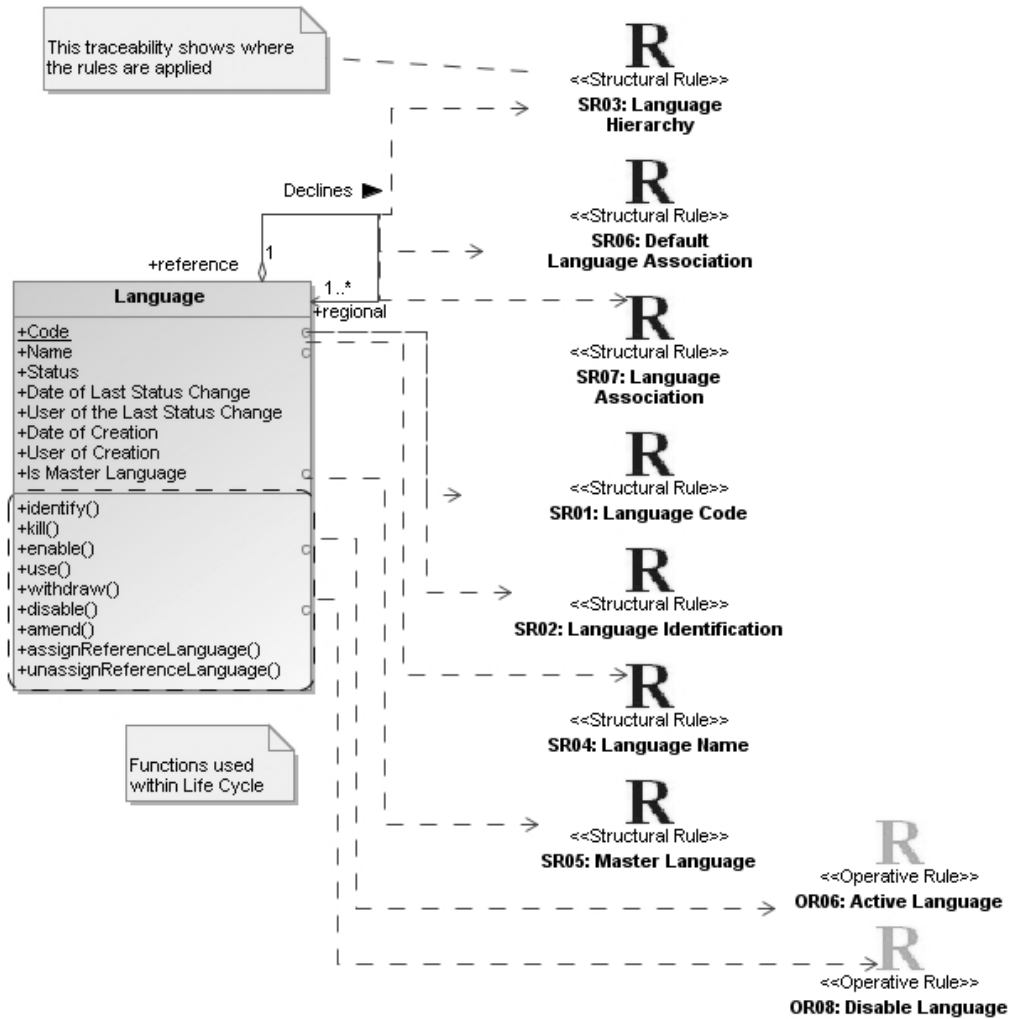 This traceability shows where
the rules are applied
R
<<Structural Rule>>
SR03: Language
Hierarchy
Declines
R
<<Structural Rule>>
SR06: Default
Language Association
1
+reference
1..*
+regional
Language
R
<<Structural Rule>>
SR07: Language
Association
+Code
+Name
+Status
+Date of Last Status Change
+User of the Last Status Change
+Date of Creation
+User of Creation
+Is Master Language
+identify()
+kill()
+enable()
+use()
+withdraw()
+disable()
+amend()
+assignReferenceLanguage()
+unassignReferenceLanguage()
R
<<Structural Rule>>
SR01: Language Code
R
<<Structural Rule>>
SR02: Language Identification
R
<<Structural Rule>>
SR04: Language Name
Functions used
within Life Cycle
R
<<Structural Rule>>
SR05: Master Language
R
<<Operative Rule>>
OR06: Active Language
R
<<Operative Rule>>
OR08: Disable Language